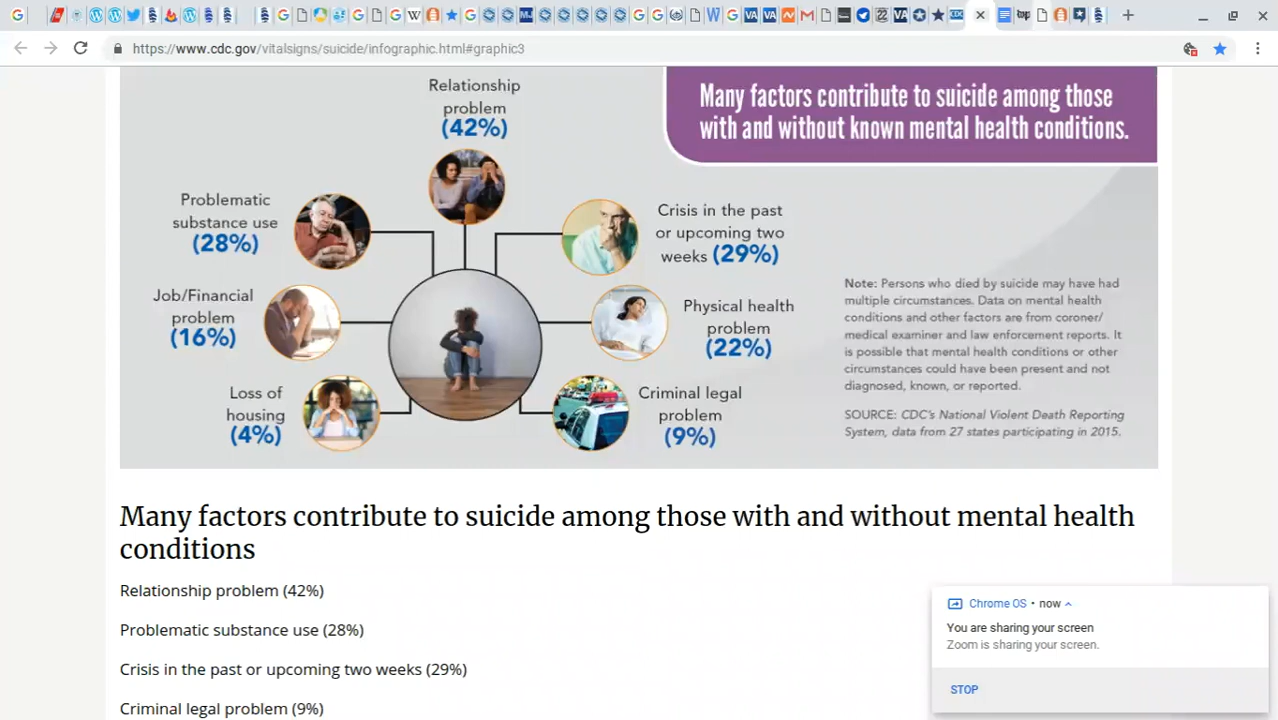 https://www.cdc.gov/vitalsigns/suicide/infographic.html#graphic3
Many factors contribute to suicide among those
with and without known mental health conditions.
Relationship
problem
(42%)
Problematic
substance use
(28%)
Crisis in the past
or upcoming two
weeks (29%)
Job/Financial
problem
(16%)
Physical health
problem
(22%)
Loss of
housing
(4%)
Criminal legal
problem
(9%)
Note: Persons who died by suicide may have had
multiple circumstances. Data on mental health
conditions and other factors are from coroner/
medical examiner and law enforcement reports. It
is possible that mental health conditions or other
circumstances could have been present and not
diagnosed, known, or reported.
SOURCE: CDC's National Violent Death Reporting
System, data from 27 states participating in 2015.
Many factors contribute to suicide among those with and without mental health
conditions
Relationship problem (42%)
Problematic substance use (28%)
Crisis in the past or upcoming two weeks (29%)
Criminal legal problem (9%)
Chrome OS • now
You are sharing your screen
Zoom is sharing your screen.
STOP